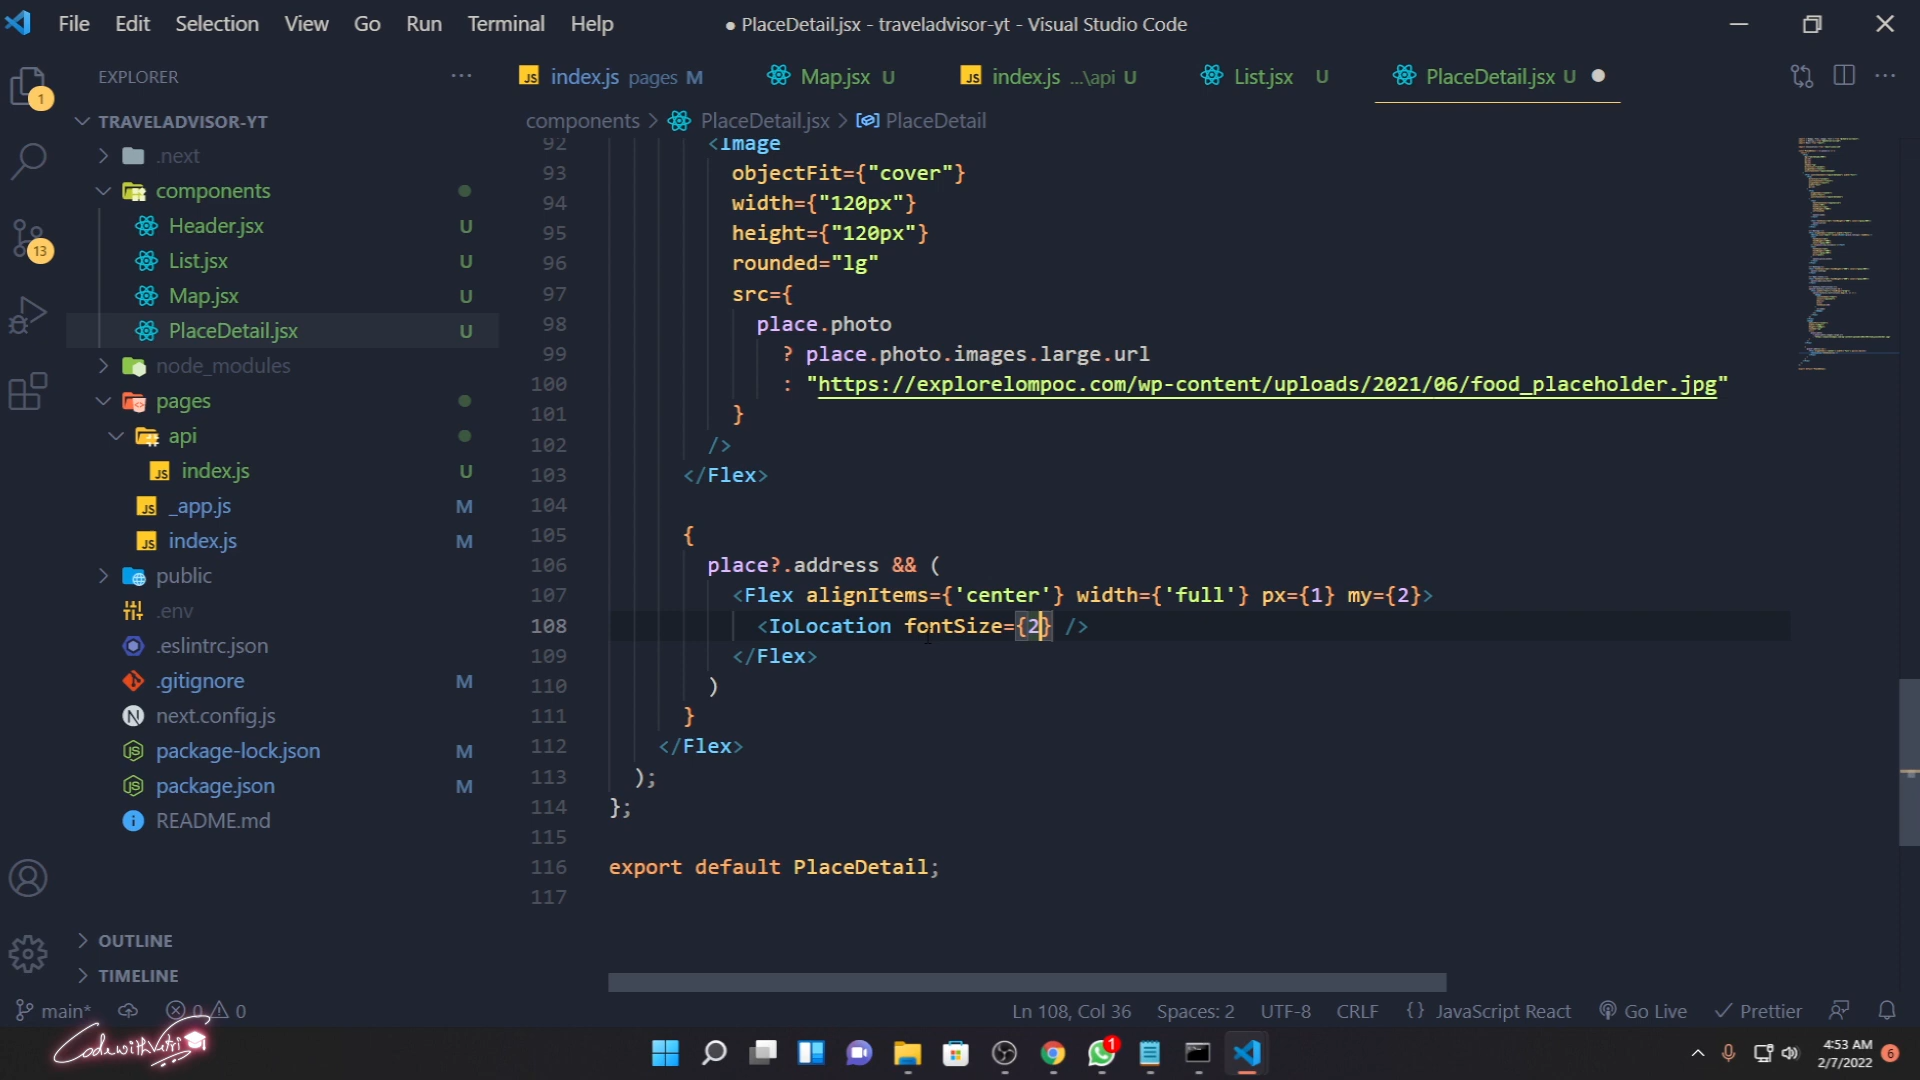 File Edit Selection View Go Run Terminal Help
● PlaceDetail.jsx - traveladvisor-yt - Visual Studio Code
EXPLORER
TRAVELADVISOR-YT
.next
components
Header.jsx U
List.jsx U
Map.jsx U
PlaceDetail.jsx U
node_modules
pages
api
index.js U
_app.js M
index.js M
public
.env
.eslintrc.json
.gitignore M
next.config.js
package-lock.json M
package.json M
README.md
OUTLINE
TIMELINE
1
13
index.js pages M
Map.jsx U
index.js ...\api U
List.jsx U
PlaceDetail.jsx U
components > PlaceDetail.jsx > PlaceDetail
92 <Image
93 objectFit={"cover"}
94 width={"120px"}
95 height={"120px"}
96 rounded="lg"
97 src={
98 place.photo
99 ? place.photo.images.large.url
100 : "https://explorelompoc.com/wp-content/uploads/2021/06/food_placeholder.jpg"
101 }
102 />
103 </Flex>
104
105 {
106 place?.address && (
107 <Flex alignItems={'center'} width={'full'} px={1} my={2}>
108 <IoLocation fontSize={2} />
109 </Flex>
110 )
111 }
112 </Flex>
113 );
114 };
115
116 export default PlaceDetail;
117
main* 0 0
Ln 108, Col 36 Spaces: 2 UTF-8 CRLF {} JavaScript React Go Live Prettier
CodewithVetri
1
4:53 AM
2/7/2022
6